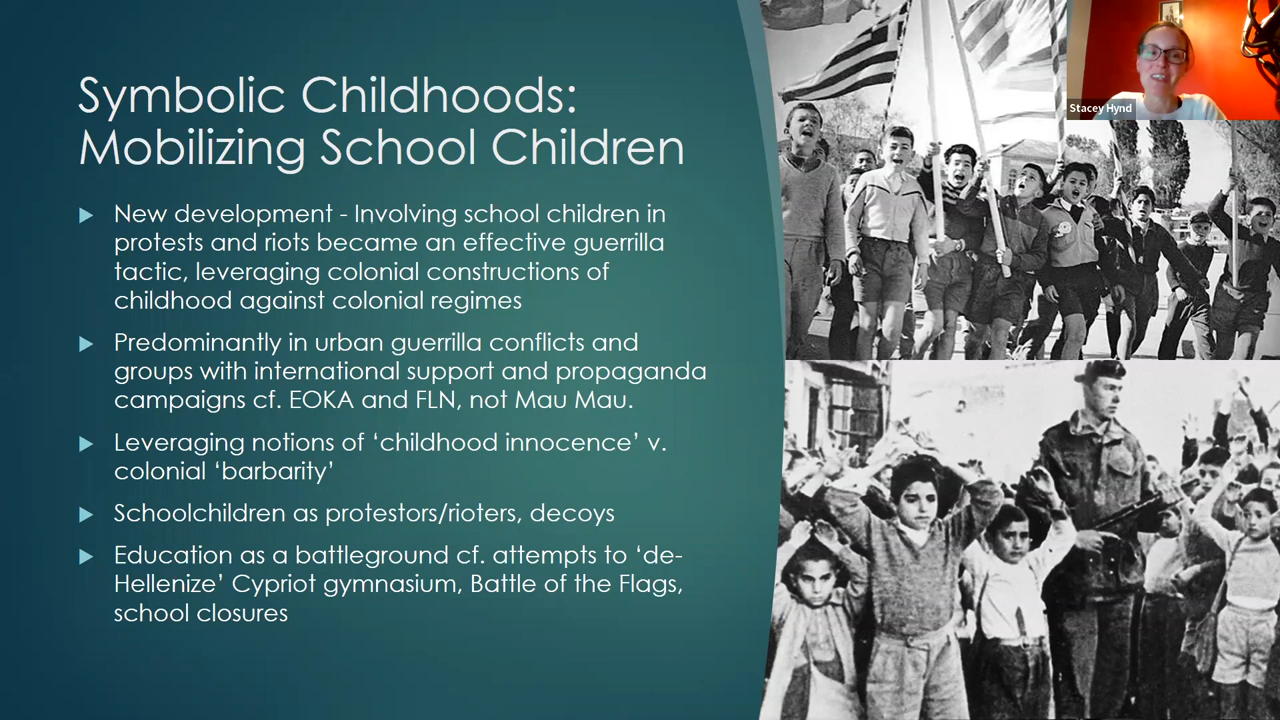 Symbolic Childhoods:
Mobilizing School Children
New development - Involving school children in
protests and riots became an effective guerrilla
tactic, leveraging colonial constructions of
childhood against colonial regimes
Predominantly in urban guerrilla conflicts and
groups with international support and propaganda
campaigns cf. EOKA and FLN, not Mau Mau.
Leveraging notions of ‘childhood innocence’ v.
colonial ‘barbarity’
Schoolchildren as protestors/rioters, decoys
Education as a battleground cf. attempts to ‘de-
Hellenize’ Cypriot gymnasium, Battle of the Flags,
school closures
Stacey Hynd